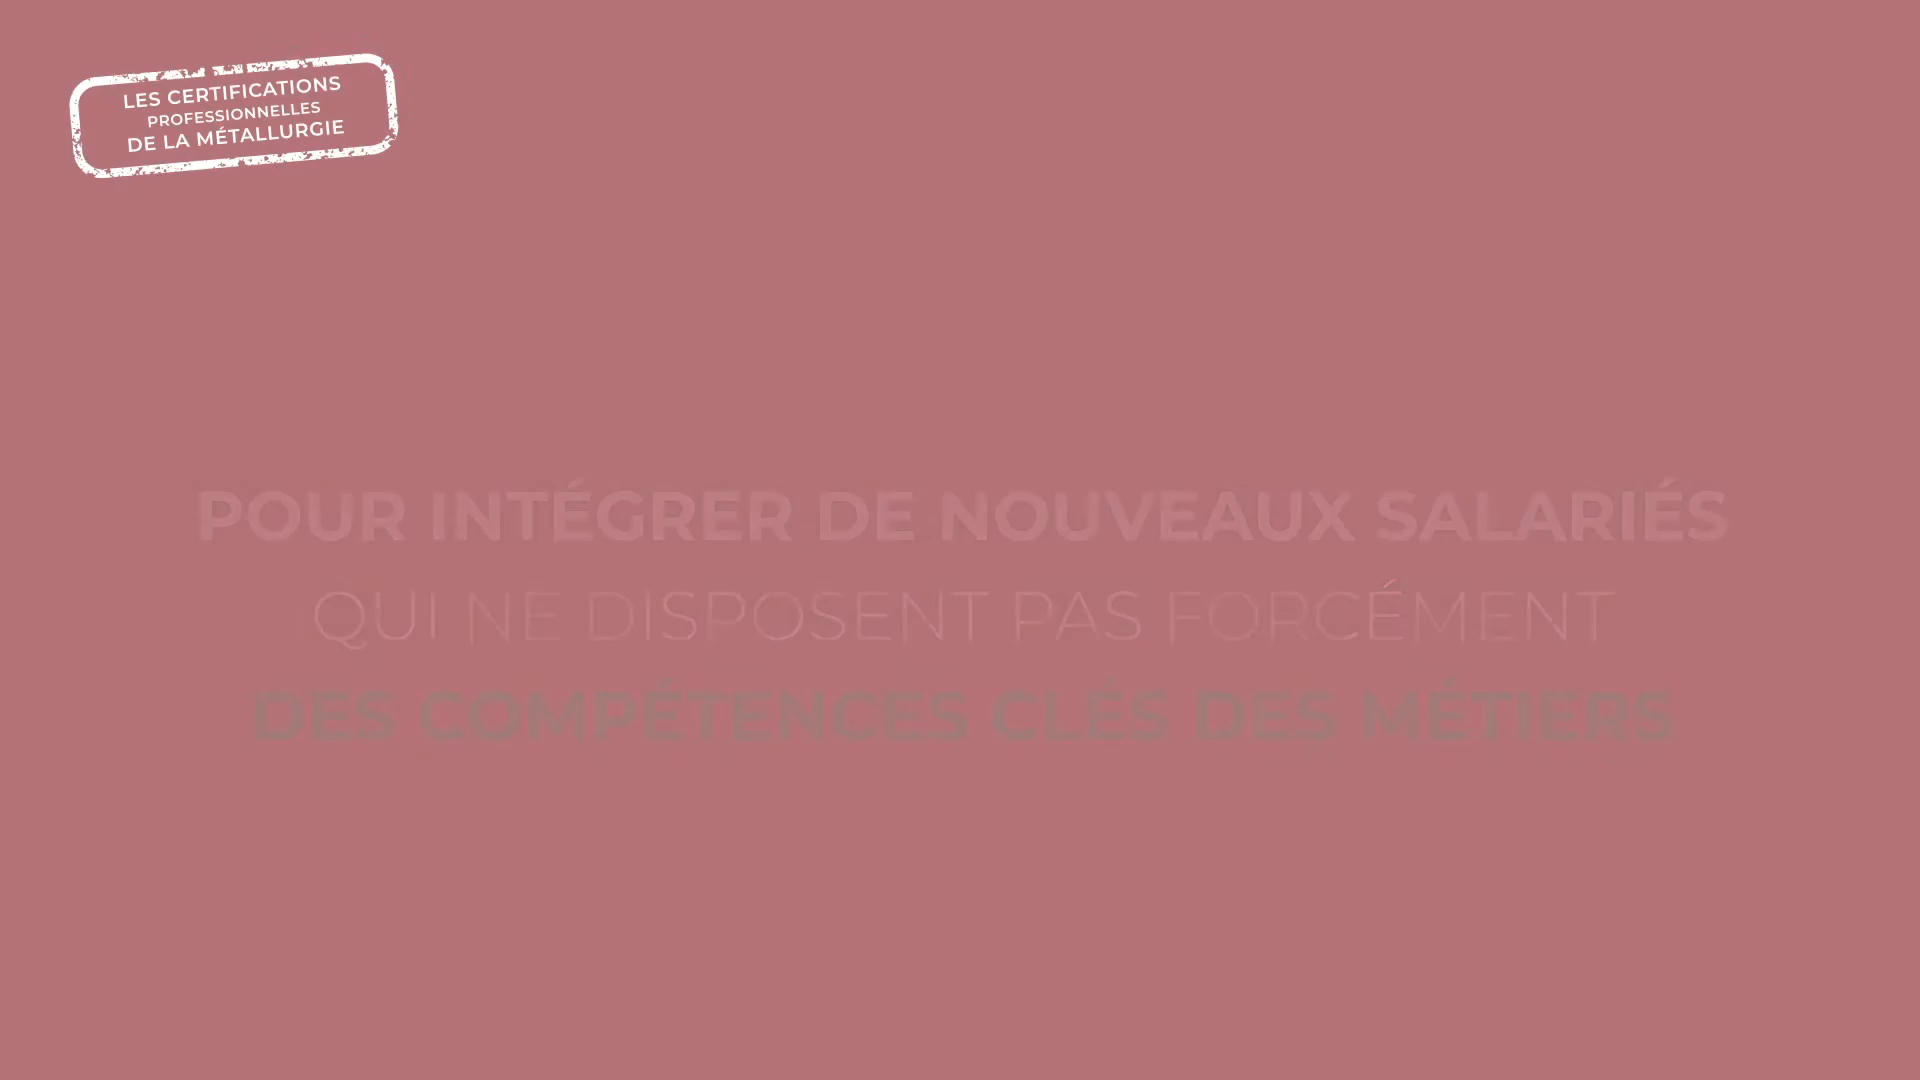 LES CERTIFICATIONS
PROFESSIONNELLES
DE LA MÉTALLURGIE
POUR INTÉGRER DE NOUVEAUX SALARIÉS
QUI NE DISPOSENT PAS FORCÉMENT
DES COMPÉTENCES CLÉS DES MÉTIERS